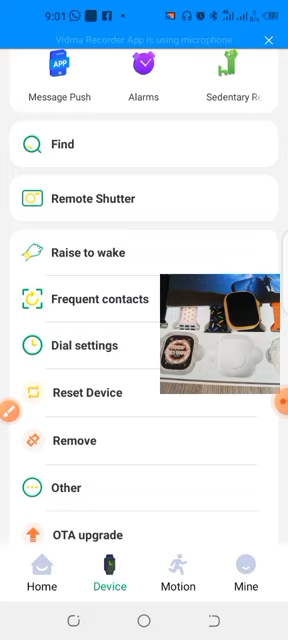 9:01
Vidma Recorder App is using microphone
APP
Message Push
Alarms
Sedentary Re
Find
Remote Shutter
Raise to wake
Frequent contacts
Dial settings
Reset Device
Remove
Other
OTA upgrade
Home
Device
Motion
Mine